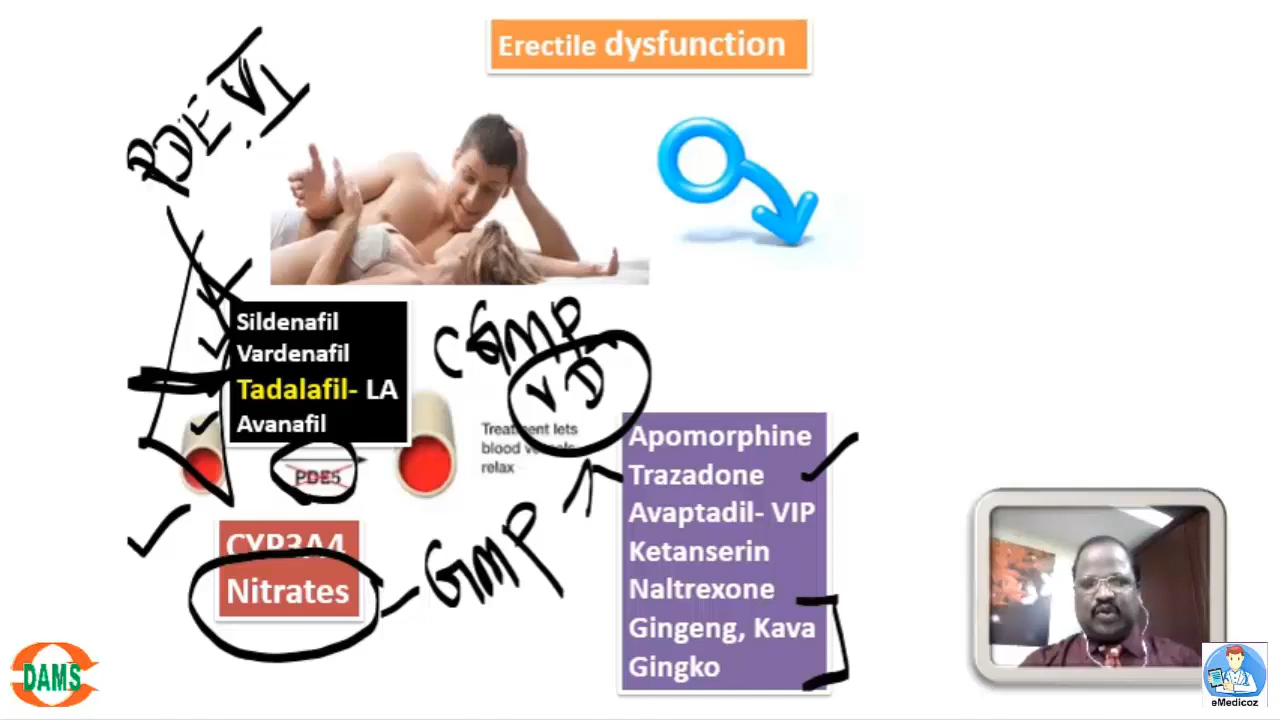 Erectile dysfunction
PDE VI
Sildenafil
Vardenafil
Tadalafil- LA
Avanafil
CGMP
VD
Treatment lets
blood vessels
relax
PDE5
Apomorphine
Trazadone
Avaptadil- VIP
Ketanserin
Naltrexone
Gingeng, Kava
Gingko
CYP3A4
Nitrates
GMP
DAMS
eMedicoz